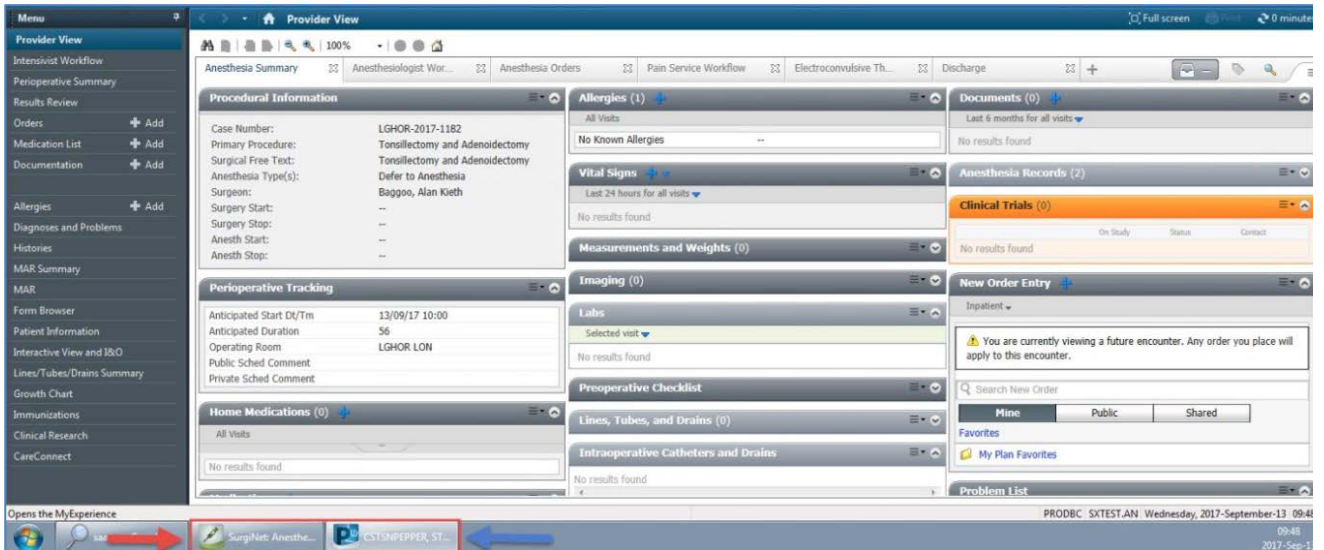 Menu
Provider View
Full screen
Print
0 minute
Provider View
Intensivist Workflow
Perioperative Summary
Results Review
Orders Add
Medication List Add
Documentation Add
Allergies Add
Diagnoses and Problems
Histories
MAR Summary
MAR
Form Browser
Patient Information
Interactive View and I&O
Lines/Tubes/Drains Summary
Growth Chart
Immunizations
Clinical Research
CareConnect
100%
Anesthesia Summary Anesthesiologist Wor... Anesthesia Orders Pain Service Workflow Electroconvulsive Th... Discharge
Procedural Information
Case Number: LGHOR-2017-1182
Primary Procedure: Tonsillectomy and Adenoidectomy
Surgical Free Text: Tonsillectomy and Adenoidectomy
Anesthesia Type(s): Defer to Anesthesia
Surgeon: Baggoo, Alan Kieth
Surgery Start: --
Surgery Stop: --
Anesth Start: --
Anesth Stop: --
Perioperative Tracking
Anticipated Start Dt/Tm 13/09/17 10:00
Anticipated Duration 56
Operating Room LGHOR LON
Public Sched Comment
Private Sched Comment
Home Medications (0)
All Visits
No results found
Allergies (1)
All Visits
No Known Allergies --
Vital Signs
Last 24 hours for all visits
No results found
Measurements and Weights (0)
Imaging (0)
Labs
Selected visit
No results found
Preoperative Checklist
Lines, Tubes, and Drains (0)
Intraoperative Catheters and Drains
No results found
Documents (0)
Last 6 months for all visits
No results found
Anesthesia Records (2)
Clinical Trials (0)
On Study Status Contact
No results found
New Order Entry
Inpatient
You are currently viewing a future encounter. Any order you place will
apply to this encounter.
Search New Order
Mine Public Shared
Favorites
My Plan Favorites
Problem List
Opens the MyExperience
PRODBC SXTEST.AN Wednesday, 2017-September-13 09:48
SurgiNet: Anesthe...
CSTSNPEPPER, ST...
09:48
2017-Sep-13